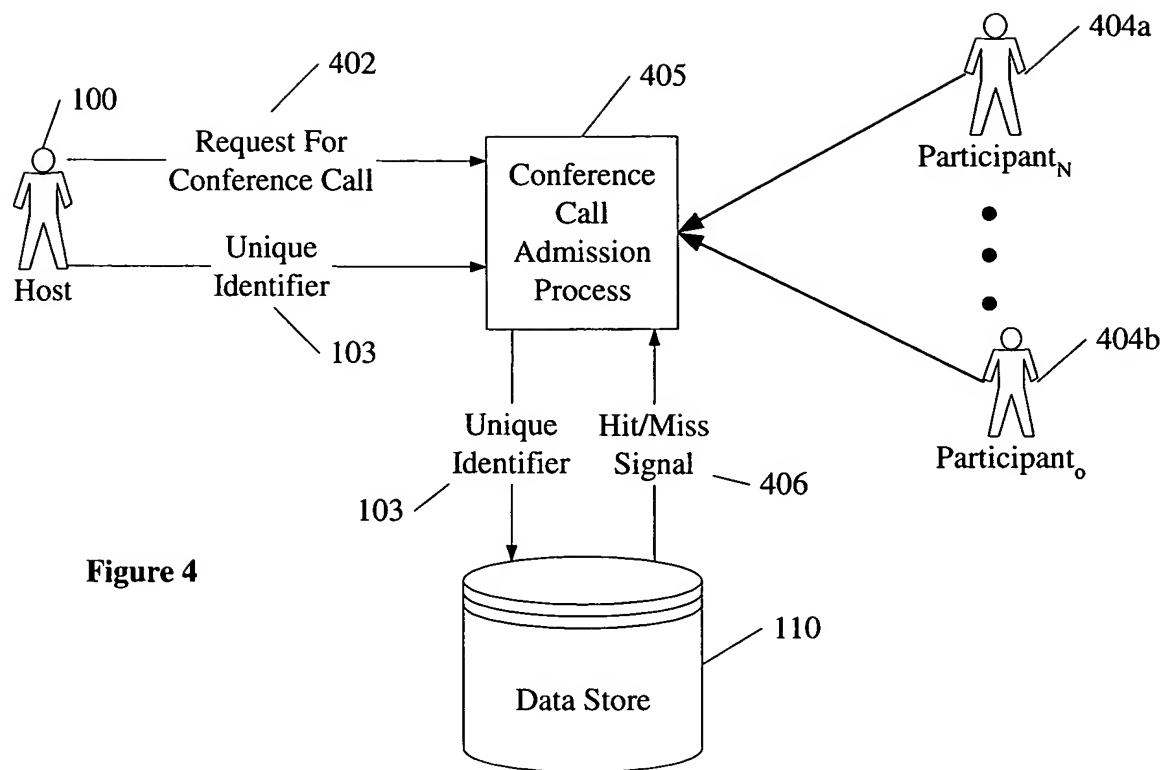 402
404a
100
405
Request For
Conference Call
Conference
Call
Admission
Process
Participant_N
Unique
Identifier
Host
103
404b
Unique
Identifier
Hit/Miss
Signal
Participant_o
103
406
Figure 4
110
Data Store